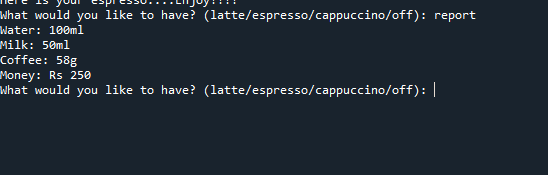 Here is your espresso....Enjoy!!!!
What would you like to have? (latte/espresso/cappuccino/off): report
Water: 100ml
Milk: 50ml
Coffee: 58g
Money: Rs 250
What would you like to have? (latte/espresso/cappuccino/off):